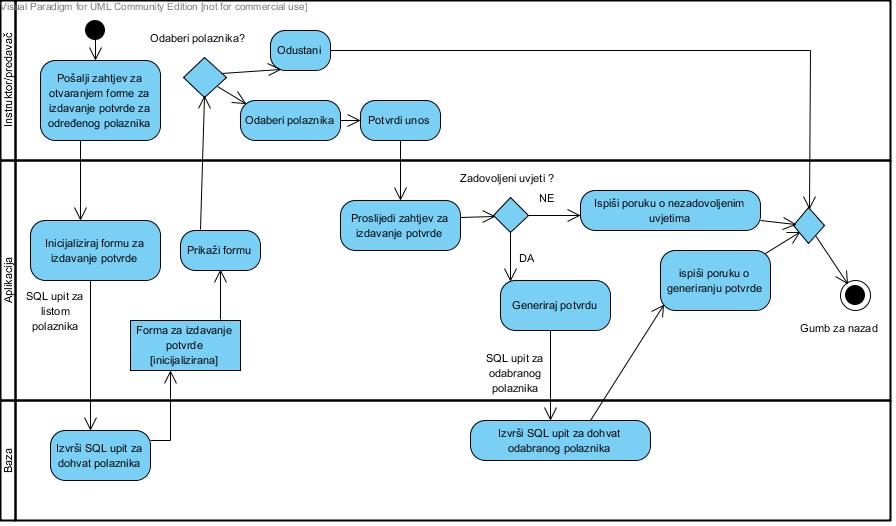 Visual Paradigm for UML Community Edition [not for commercial use]
Instruktor/prodavač
Pošalji zahtjev za
otvaranjem forme za
izdavanje potvrde za
određenog polaznika
Odaberi polaznika?
Odustani
Odaberi polaznika
Potvrdi unos
Aplikacija
Inicijaliziraj formu za
izdavanje potvrde
SQL upit za
listom
polaznika
Prikaži formu
Forma za izdavanje
potvrde
[inicijalizirana]
Proslijedi zahtjev za
izdavanje potvrde
Zadovoljeni uvjeti ?
NE
DA
Ispiši poruku o nezadovoljenim
uvjetima
Generiraj potvrdu
ispiši poruku o
generiranju potvrde
Gumb za nazad
SQL upit za
odabranog
polaznika
Baza
Izvrši SQL upit za
dohvat polaznika
Izvrši SQL upit za dohvat
odabranog polaznika